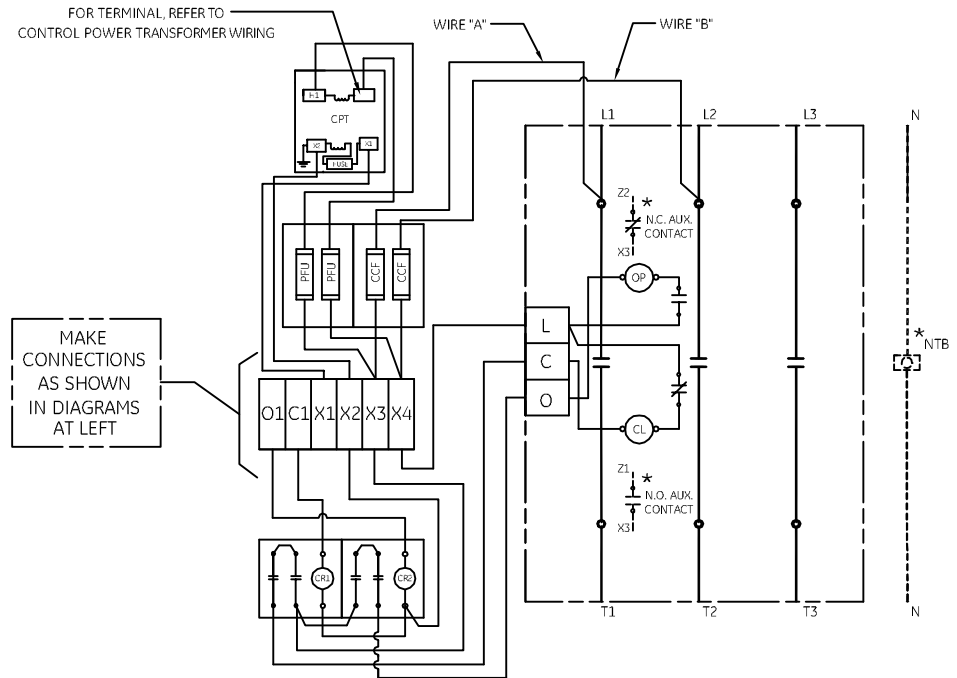 FOR TERMINAL, REFER TO
CONTROL POWER TRANSFORMER WIRING
WIRE "A"
WIRE "B"
H1
CPT
X2
X1
FUSE
L1
L2
L3
N
Z2
*
N.C. AUX.
CONTACT
X3
PFU
PFU
CCF
CCF
OP
L
C
O
*
NTB
MAKE
CONNECTIONS
AS SHOWN
IN DIAGRAMS
AT LEFT
O1
C1
X1
X2
X3
X4
CL
Z1
*
N.O. AUX.
CONTACT
X3
CR1
CR2
T1
T2
T3
N